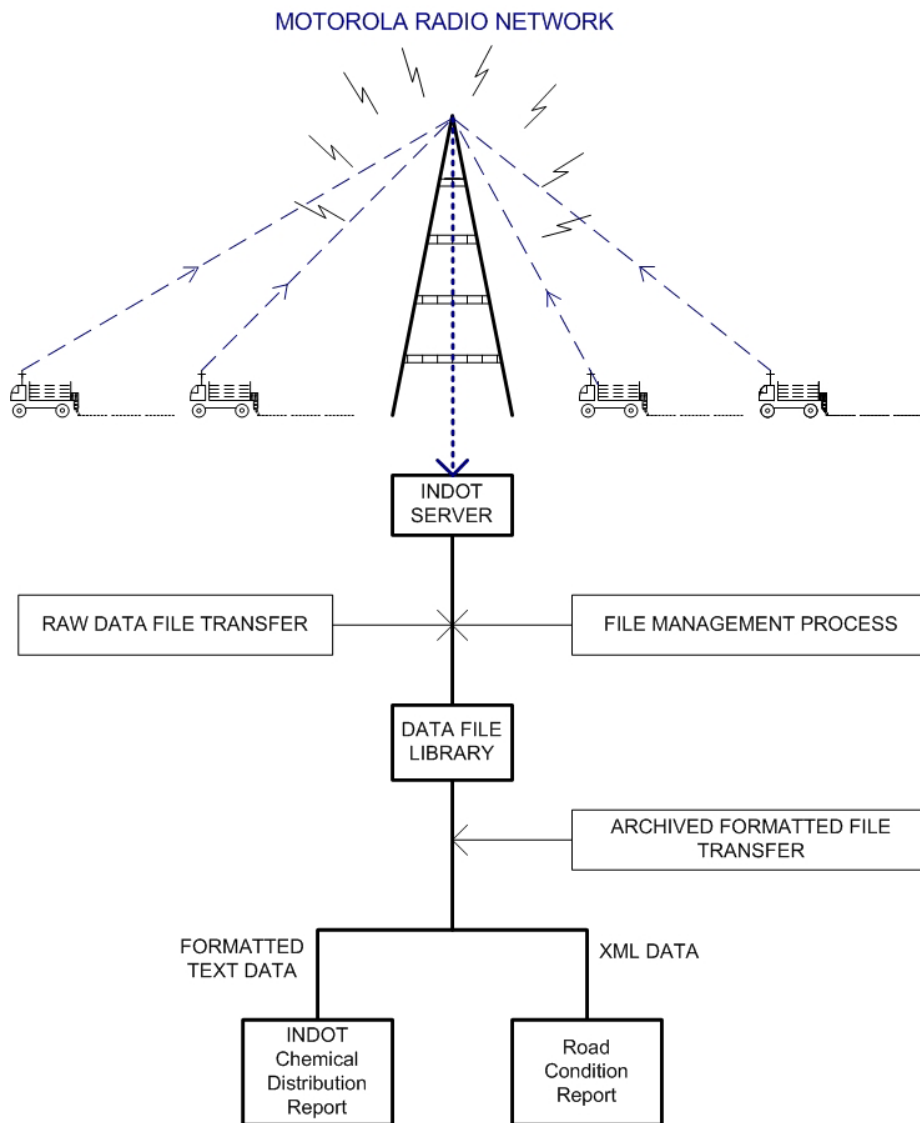 MOTOROLA RADIO NETWORK
INDOT
SERVER
RAW DATA FILE TRANSFER
FILE MANAGEMENT PROCESS
DATA FILE
LIBRARY
ARCHIVED FORMATTED FILE
TRANSFER
FORMATTED
TEXT DATA
XML DATA
INDOT
Chemical
Distribution
Report
Road
Condition
Report